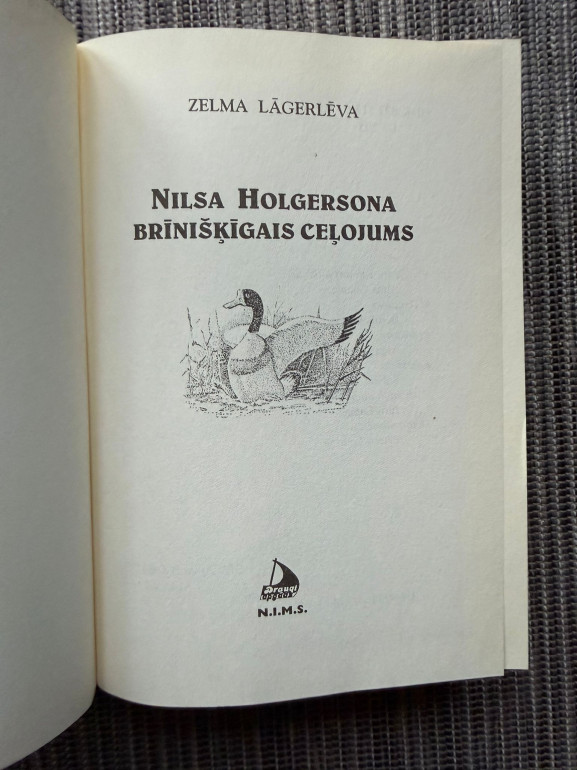 ZELMA LĀGERLĒVA
NILSA HOLGERSONA
BRĪNIŠĶĪGAIS CEĻOJUMS
Draugi
N.I.M.S.